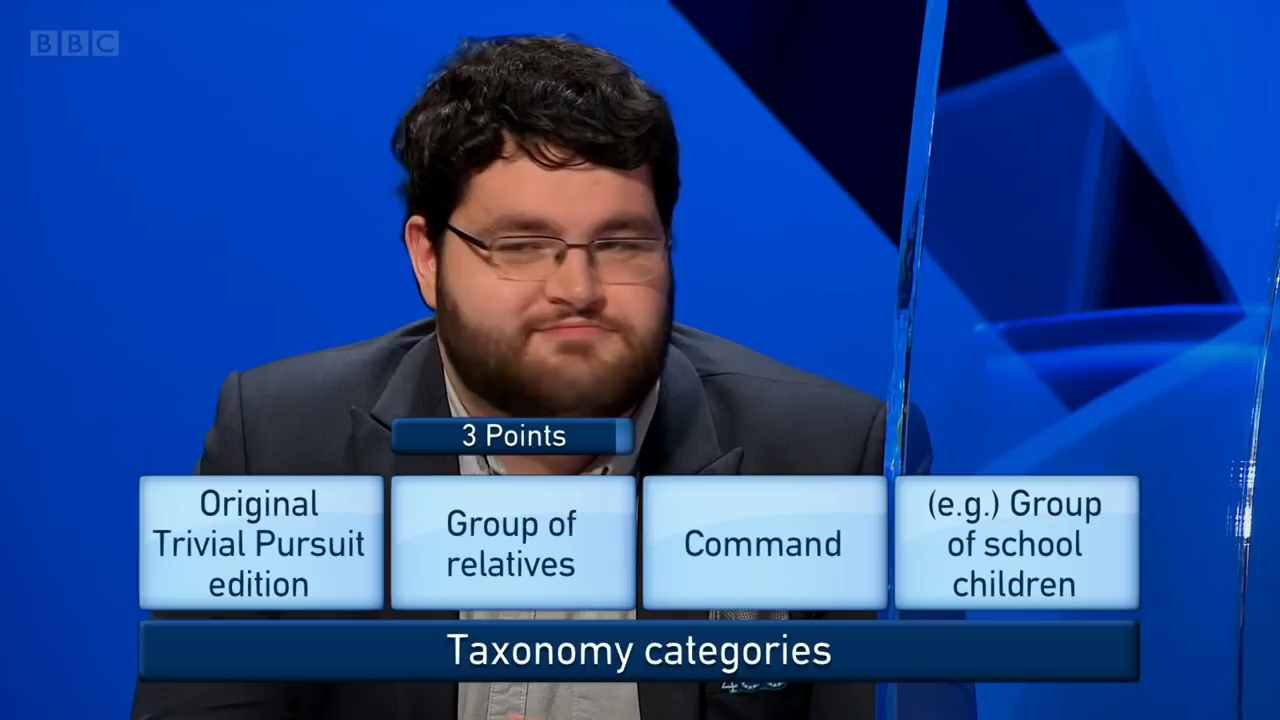 BBC
3 Points
Original
Trivial Pursuit
edition
Group of
relatives
Command
(e.g.) Group
of school
children
Taxonomy categories